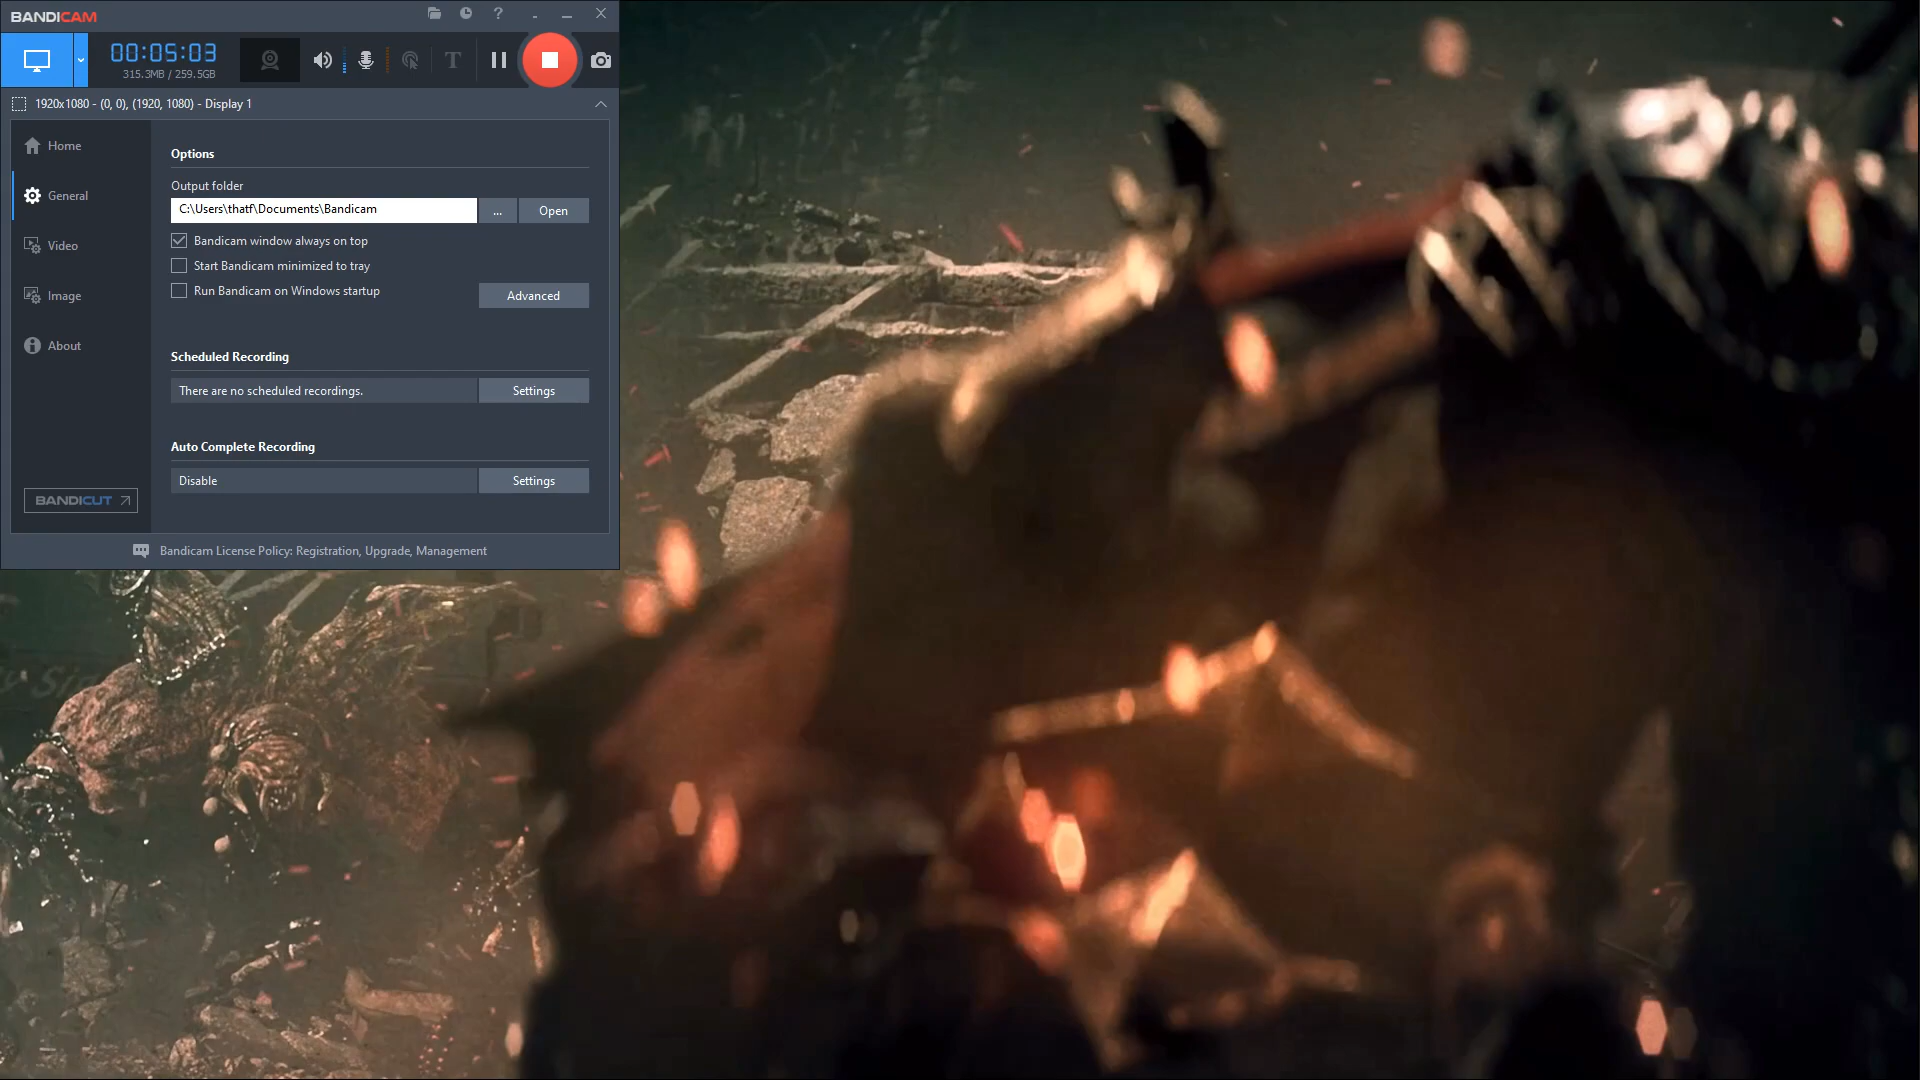 BANDICAM
00:05:03
315.3MB / 259.5GB
1920x1080 - (0, 0), (1920, 1080) - Display 1
Home
General
Video
Image
About
BANDICUT
Options
Output folder
C:\Users\thatf\Documents\Bandicam
...
Open
Bandicam window always on top
Start Bandicam minimized to tray
Run Bandicam on Windows startup
Advanced
Scheduled Recording
There are no scheduled recordings.
Settings
Auto Complete Recording
Disable
Settings
Bandicam License Policy: Registration, Upgrade, Management